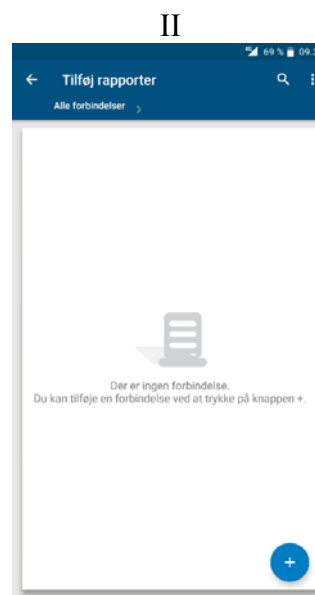 II
69 % 09:
Tilføj rapporter
Alle forbindelser
Der er ingen forbindelse.
Du kan tilføje en forbindelse ved at trykke på knappen +.
+